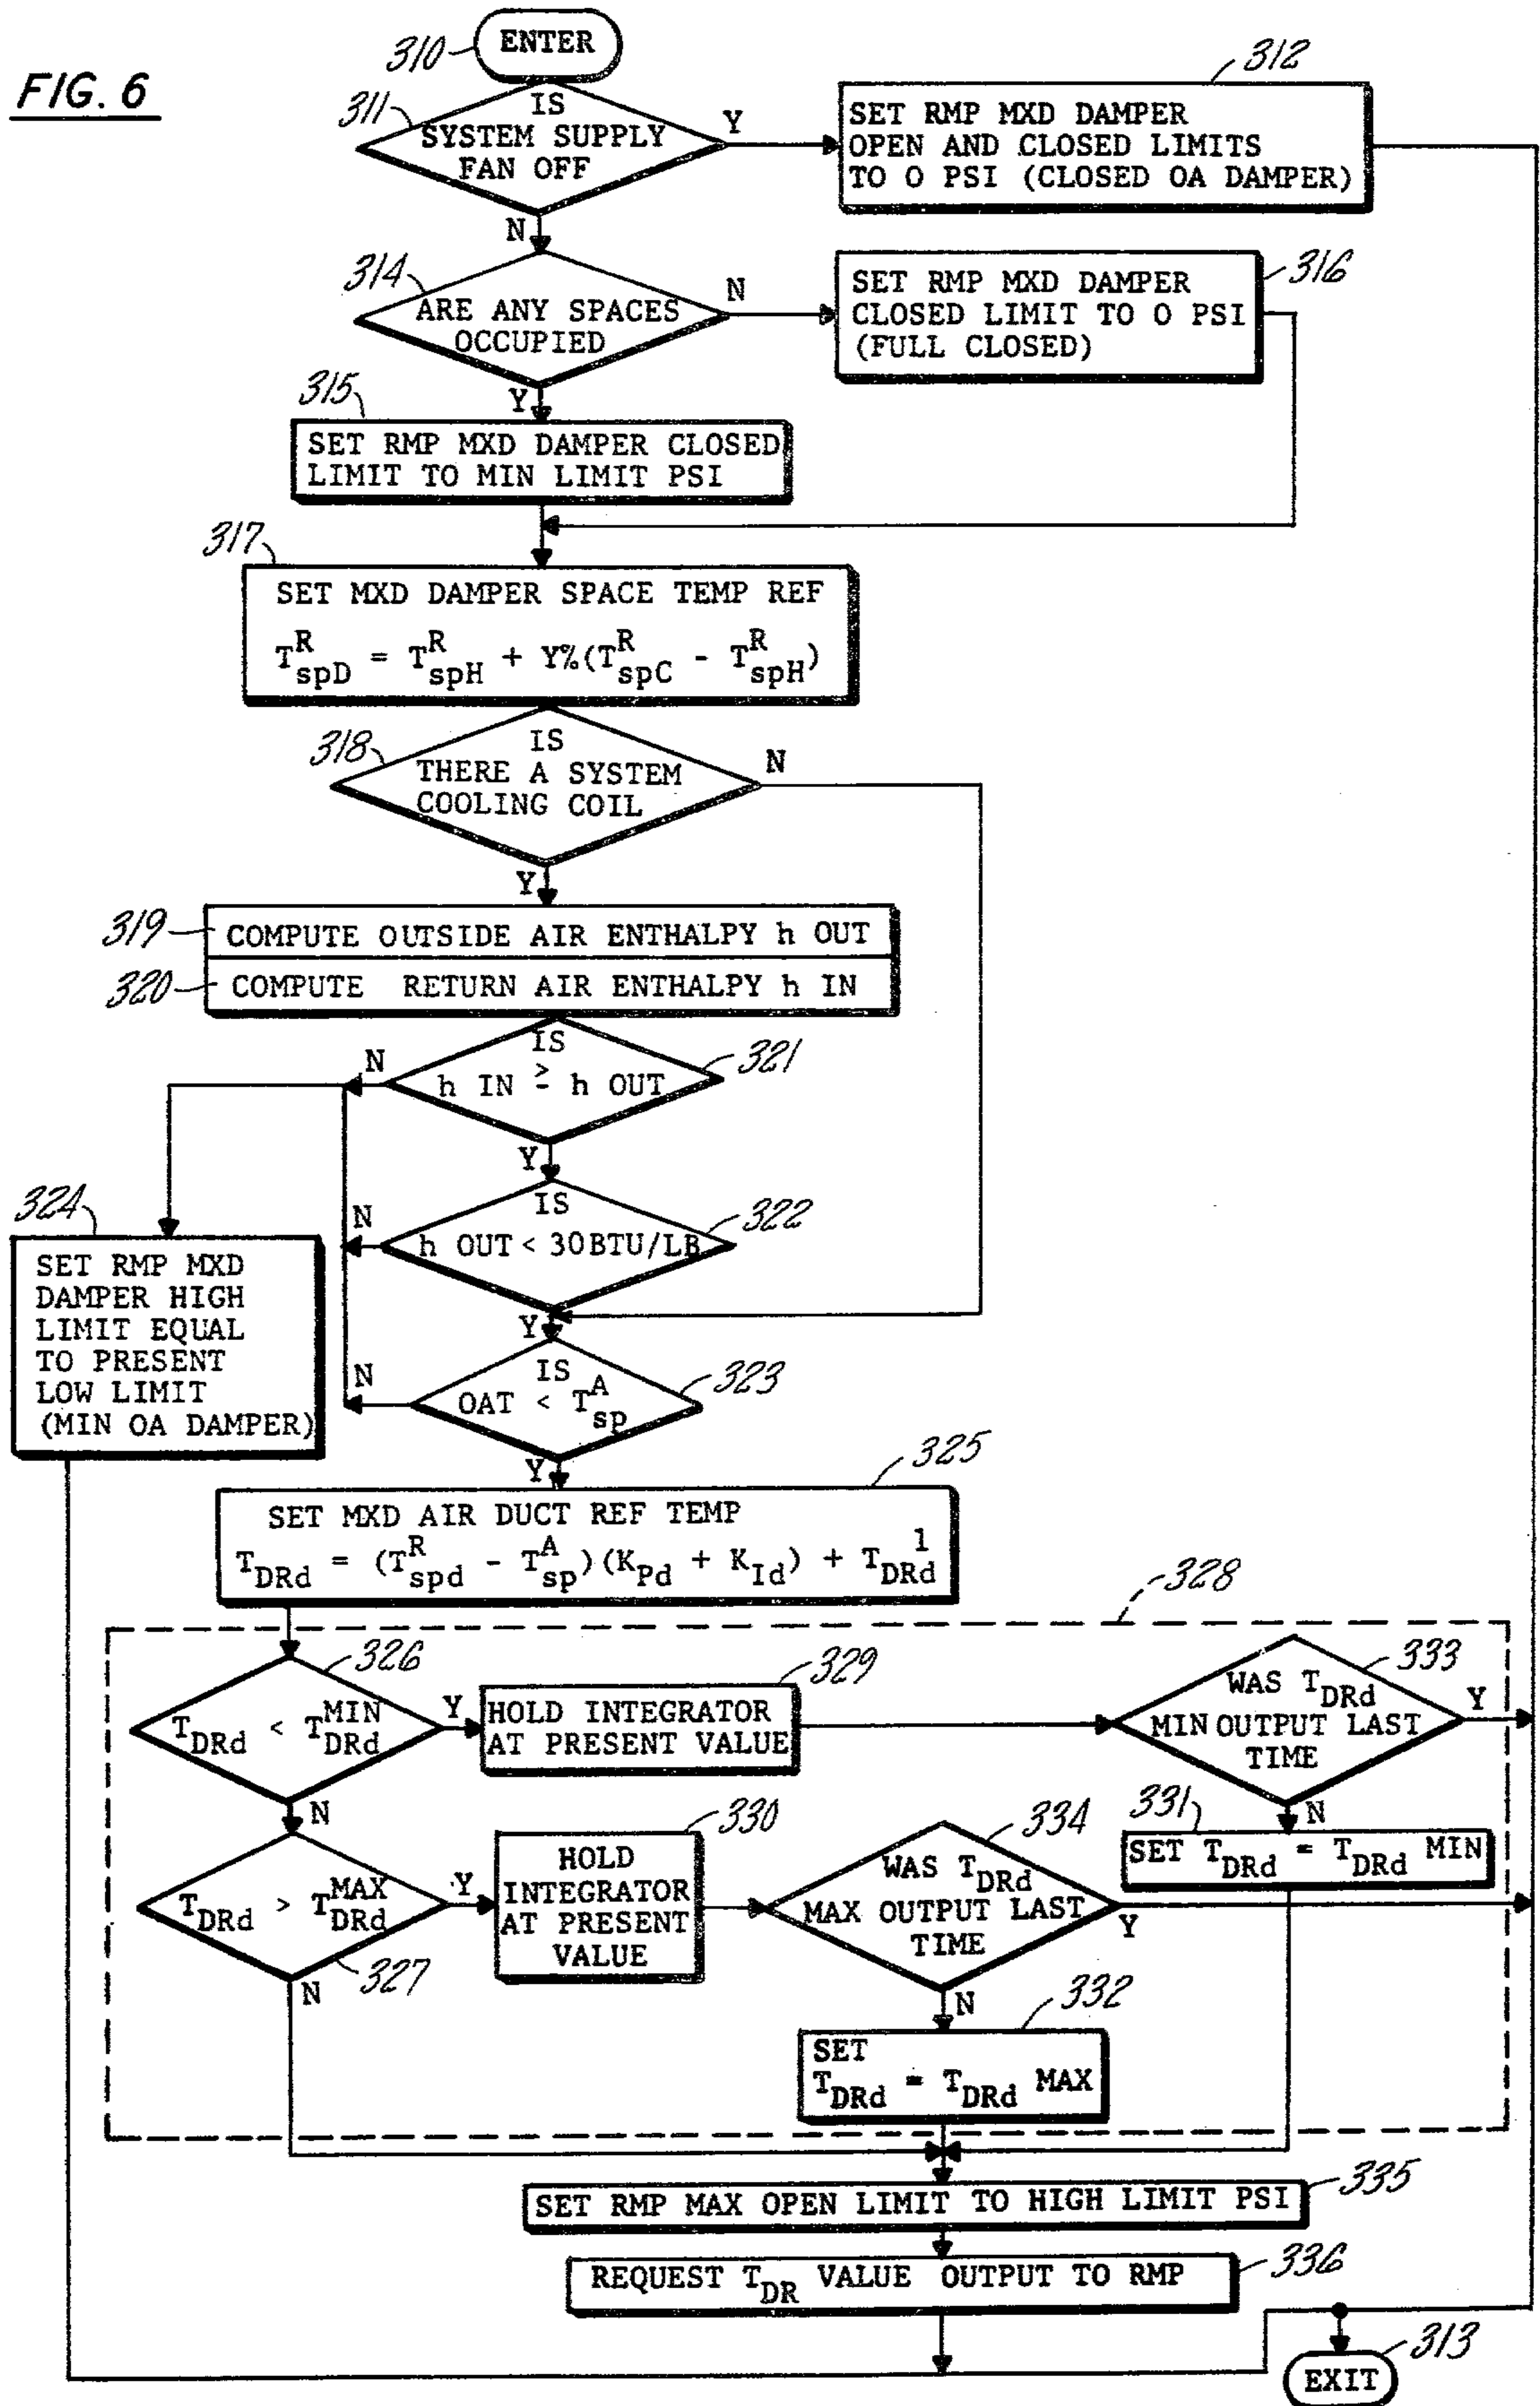 FIG. 6
310
ENTER
311
IS
SYSTEM SUPPLY
FAN OFF
Y
N
312
SET RMP MXD DAMPER
OPEN AND CLOSED LIMITS
TO 0 PSI (CLOSED OA DAMPER)
314
ARE ANY SPACES
OCCUPIED
N
Y
316
SET RMP MXD DAMPER
CLOSED LIMIT TO 0 PSI
(FULL CLOSED)
315
SET RMP MXD DAMPER CLOSED
LIMIT TO MIN LIMIT PSI
317
SET MXD DAMPER SPACE TEMP REF
T^R_spD = T^R_spH + Y%(T^R_spC - T^R_spH)
318
IS
THERE A SYSTEM
COOLING COIL
N
Y
319
COMPUTE OUTSIDE AIR ENTHALPY h OUT
320
COMPUTE RETURN AIR ENTHALPY h IN
321
IS
h IN ≥ h OUT
N
Y
322
IS
h OUT < 30BTU/LB
N
Y
323
IS
OAT < T^A_sp
N
Y
324
SET RMP MXD
DAMPER HIGH
LIMIT EQUAL
TO PRESENT
LOW LIMIT
(MIN OA DAMPER)
325
SET MXD AIR DUCT REF TEMP
T_DRd = (T^R_spd - T^A_sp)(K_Pd + K_Id) + T_DRd^1
328
326
T_DRd < T^MIN_DRd
Y
N
329
HOLD INTEGRATOR
AT PRESENT VALUE
333
WAS T_DRd
MIN OUTPUT LAST
TIME
Y
N
331
SET T_DRd = T_DRd MIN
327
T_DRd > T^MAX_DRd
Y
N
330
HOLD
INTEGRATOR
AT PRESENT
VALUE
334
WAS T_DRd
MAX OUTPUT LAST
TIME
Y
N
332
SET
T_DRd = T_DRd MAX
335
SET RMP MAX OPEN LIMIT TO HIGH LIMIT PSI
336
REQUEST T_DR VALUE OUTPUT TO RMP
313
EXIT